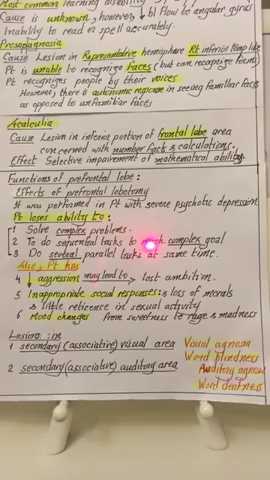 Most common learning disability
Cause is unknown, however, ↓ bl flow to angular gyrus
Inability to read or spell accurately
Prosopagnosia
Cause Lesion in Representative hemisphere Rt inferior temp lobe
Pt is unable to recognize Faces (but can recognize form)
Pt recognizes people by their voices
However, there is autonomic response in seeing familiar faces
as opposed to unfamiliar faces
Acalculia
Cause Lesion in inferior portion of frontal lobe area
concerned with number facts & calculations.
Effect Selective impairement of mathematical ability
Functions of prefrontal lobe:
Effects of prefrontal lobotomy
It was performed in Pt with severe psychotic depression
Pt loses ability to:
1 Solve complex problems.
2 To do sequential tasks to complex goal
3 Do several parallel tasks at same time.
Also, Pt has
4 ↓ aggression may lead to → lost ambition.
5 Inappropriate social responses: loss of morals
& little reticence in sexual activity
6 Mood changes from sweetness to rage & madness
Lesions in
1 secondary (associative) visual area Visual agnosia
Word blindness
2 secondary (associative) auditory area Auditory agnosia
Word deafness